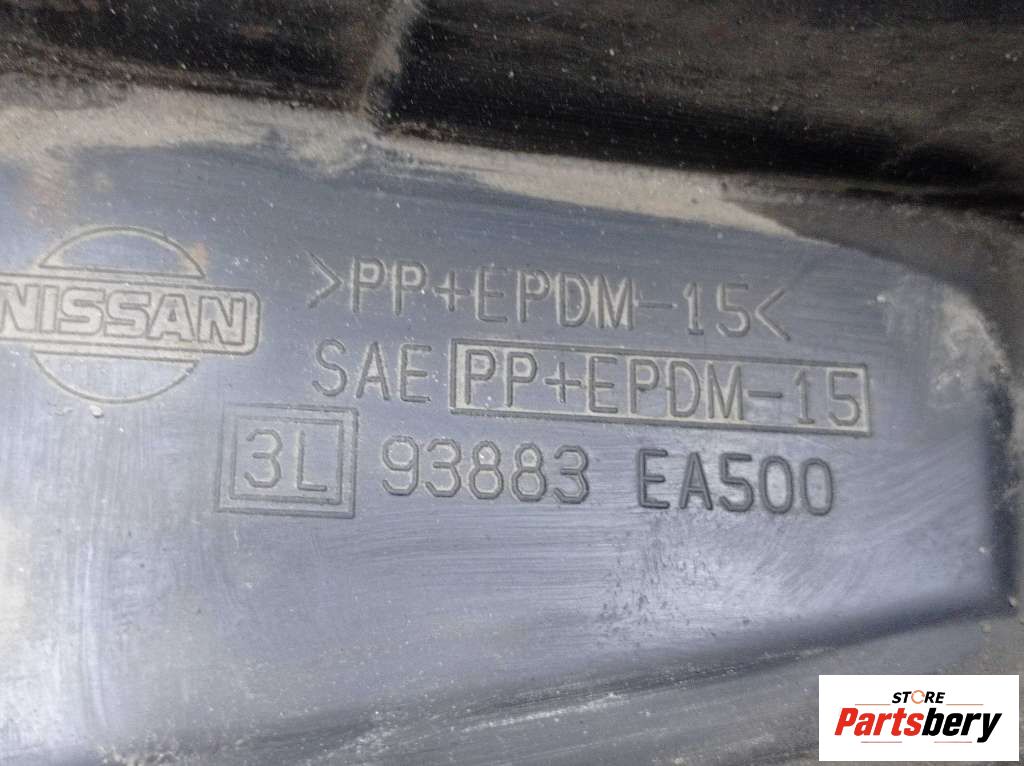 NISSAN
>PP+EPDM-15<
SAE PP+EPDM-15
3L 93883 EA500
STORE
Partsbery